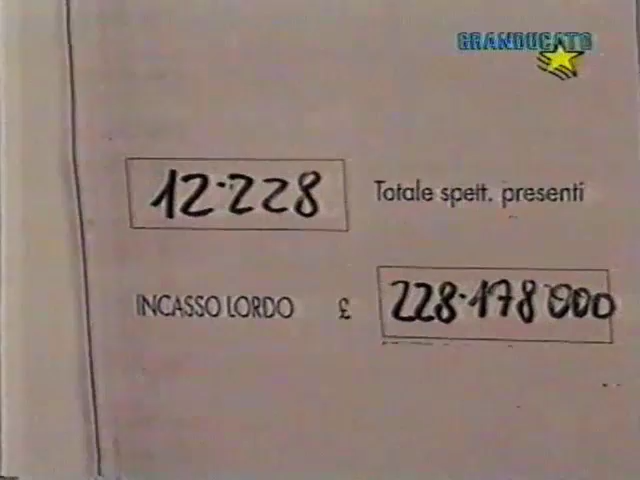 GRANDUCATO
12.228 Totale spett. presenti
INCASSO LORDO £ 228.178.000